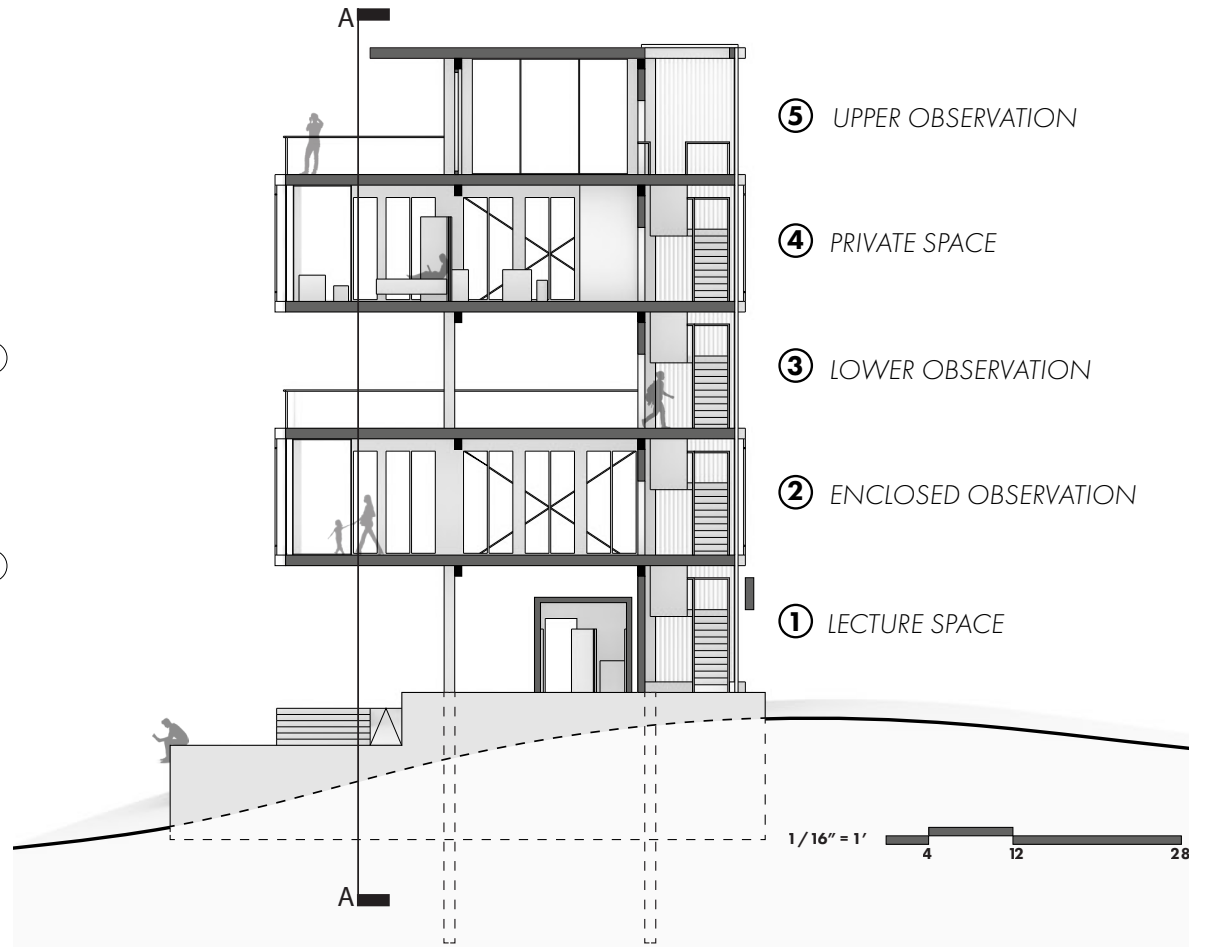 A
5 UPPER OBSERVATION
4 PRIVATE SPACE
3 LOWER OBSERVATION
2 ENCLOSED OBSERVATION
1 LECTURE SPACE
1/16" = 1'
4 12 28
A